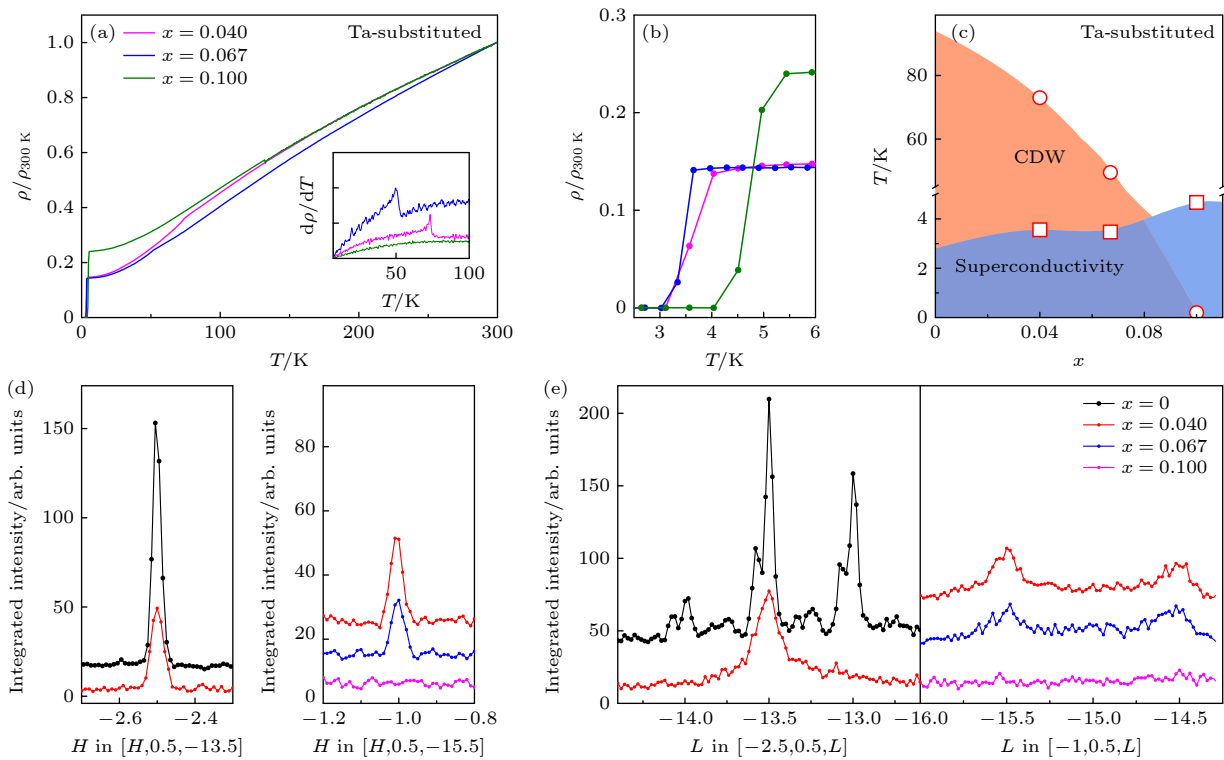 (a)
Ta-substituted
x = 0.040
x = 0.067
x = 0.100
1.0
0.8
0.6
0.4
0.2
0
ρ/ρ300 K
0
50
100
150
200
250
300
T/K
dρ/dT
50
100
T/K
(b)
0.3
0.2
0.1
0
ρ/ρ300 K
3
4
5
6
T/K
(c)
Ta-substituted
80
60
4
2
0
T/K
CDW
Superconductivity
0
0.04
0.08
x
(d)
150
100
50
0
Integrated intensity/arb. units
−2.6
−2.4
H in [H,0.5,−13.5]
80
60
40
20
0
Integrated intensity/arb. units
−1.2
−1.0
−0.8
H in [H,0.5,−15.5]
(e)
200
150
100
50
0
Integrated intensity/arb. units
x = 0
x = 0.040
x = 0.067
x = 0.100
−14.0
−13.5
−13.0
−16.0
−15.5
−15.0
−14.5
L in [−2.5,0.5,L]
L in [−1,0.5,L]